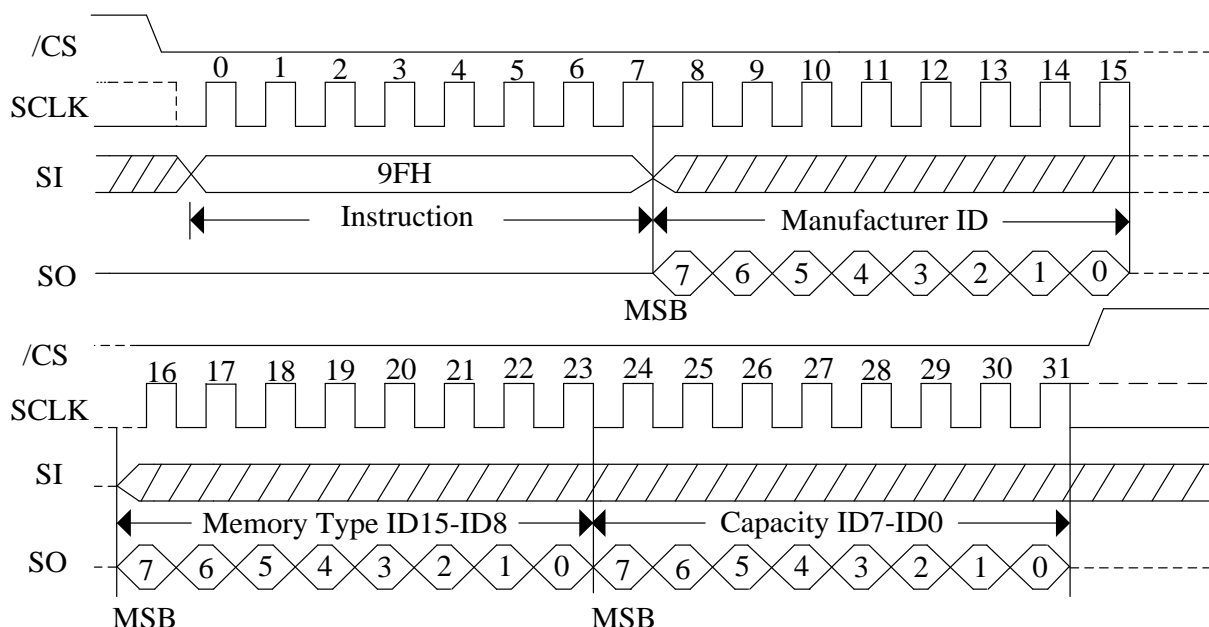 /CS
0 1 2 3 4 5 6 7 8 9 10 11 12 13 14 15
SCLK
SI 9FH
Instruction Manufacturer ID
SO 7 6 5 4 3 2 1 0
MSB
/CS
16 17 18 19 20 21 22 23 24 25 26 27 28 29 30 31
SCLK
SI
Memory Type ID15-ID8 Capacity ID7-ID0
SO 7 6 5 4 3 2 1 0 7 6 5 4 3 2 1 0
MSB MSB